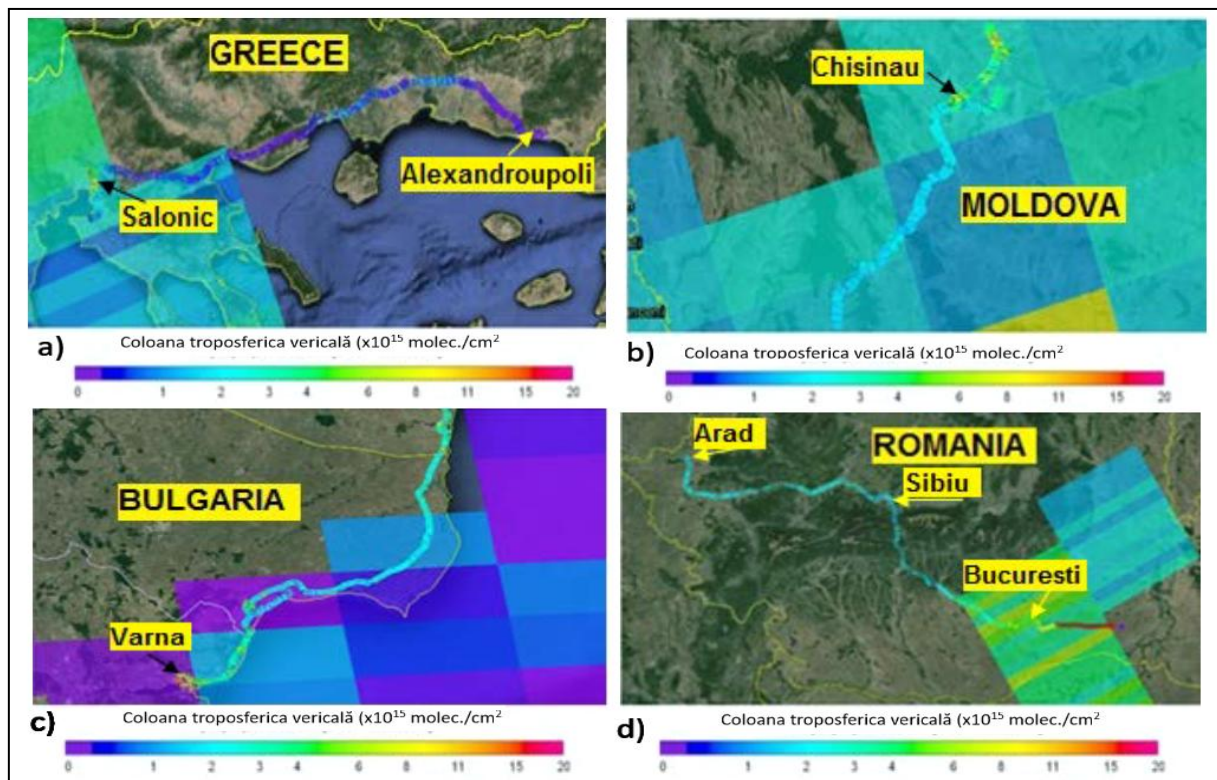 GREECE
Alexandroupoli
Salonic
a)
Coloana troposferica vericală (x10¹⁵ molec./cm²
0 1 2 3 4 6 8 11 15 20
Chisinau
MOLDOVA
b)
Coloana troposferica vericală (x10¹⁵ molec./cm²
0 1 2 3 4 6 8 11 15 20
BULGARIA
Varna
c)
Coloana troposferica vericală (x10¹⁵ molec./cm²
0 1 2 3 4 6 8 11 15 20
Arad
ROMANIA
Sibiu
Bucuresti
d)
Coloana troposferica vericală (x10¹⁵ molec./cm²
0 1 2 3 4 6 8 11 15 20